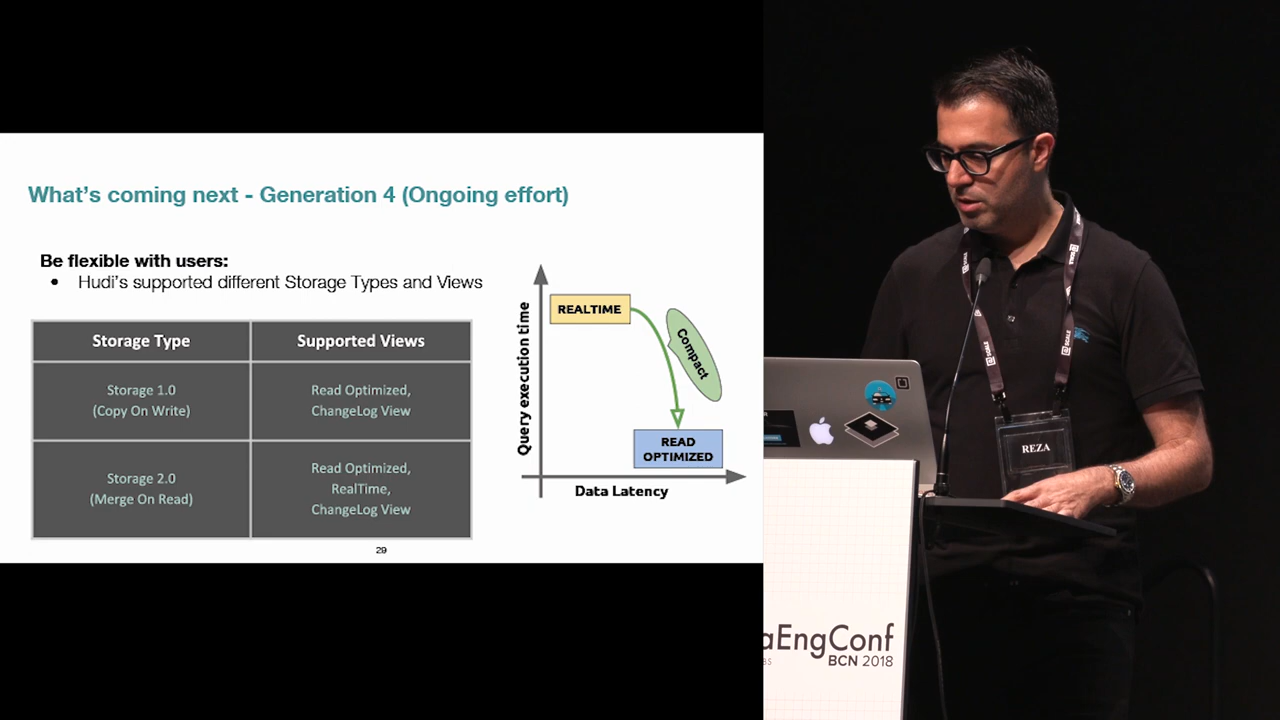 What's coming next - Generation 4 (Ongoing effort)
Be flexible with users:
• Hudi's supported different Storage Types and Views
Storage Type
Supported Views
Storage 1.0
(Copy On Write)
Read Optimized,
ChangeLog View
Storage 2.0
(Merge On Read)
Read Optimized,
RealTime,
ChangeLog View
Query execution time
REALTIME
Compact
READ
OPTIMIZED
Data Latency
29
SCALE
SCALE
REZA
aEngConf
BCN 2018